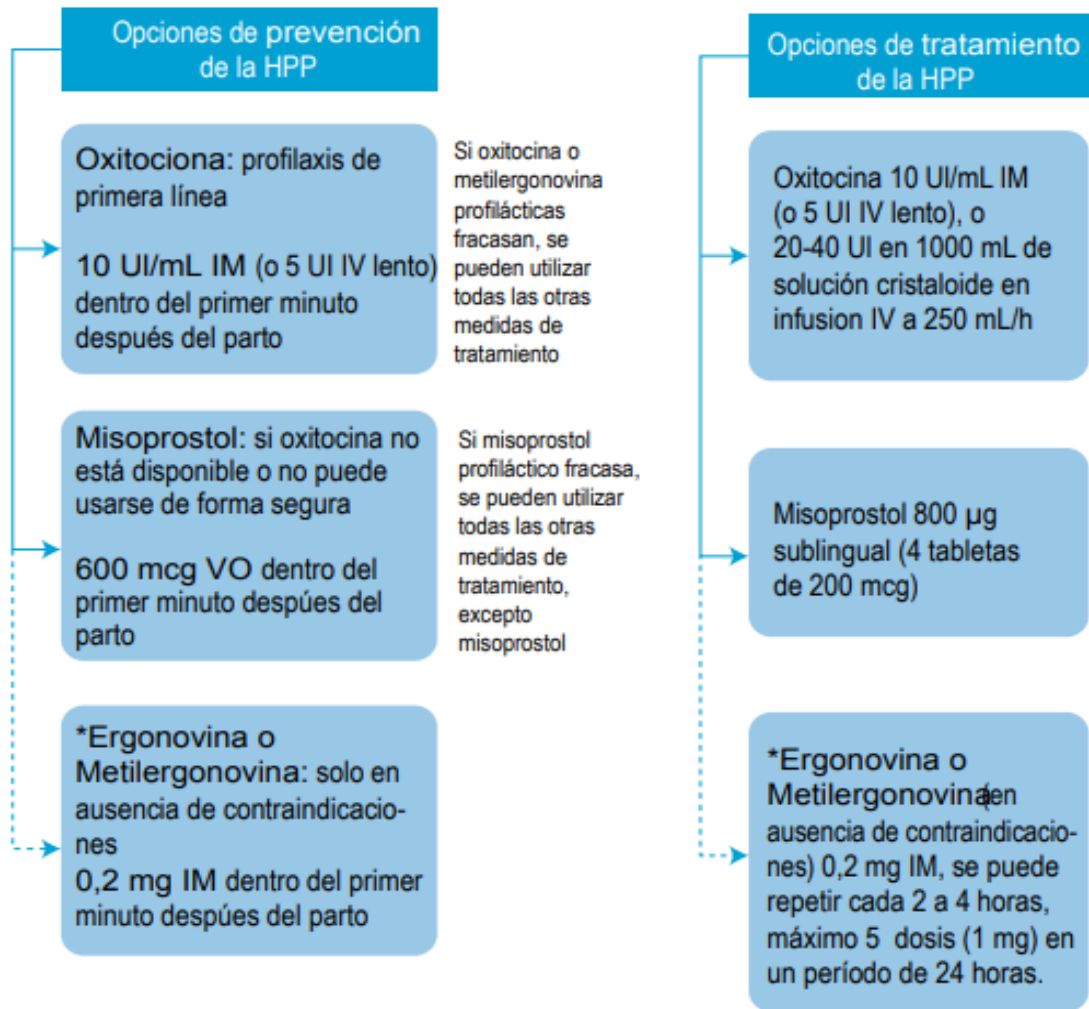 Opciones de prevención
de la HPP
Oxitociona: profilaxis de
primera línea
10 UI/mL IM (o 5 UI IV lento)
dentro del primer minuto
después del parto
Si oxitocina o
metilergonovina
profilácticas
fracasan, se
pueden utilizar
todas las otras
medidas de
tratamiento
Misoprostol: si oxitocina no
está disponible o no puede
usarse de forma segura
600 mcg VO dentro del
primer minuto despúes del
parto
Si misoprostol
profiláctico fracasa,
se pueden utilizar
todas las otras
medidas de
tratamiento,
excepto
misoprostol
*Ergonovina o
Metilergonovina: solo en
ausencia de contraindicacio-
nes
0,2 mg IM dentro del primer
minuto despúes del parto
Opciones de tratamiento
de la HPP
Oxitocina 10 UI/mL IM
(o 5 UI IV lento), o
20-40 UI en 1000 mL de
solución cristaloide en
infusion IV a 250 mL/h
Misoprostol 800 µg
sublingual (4 tabletas
de 200 mcg)
*Ergonovina o
Metilergonovina(en
ausencia de contraindicacio-
nes) 0,2 mg IM, se puede
repetir cada 2 a 4 horas,
máximo 5 dosis (1 mg) en
un período de 24 horas.